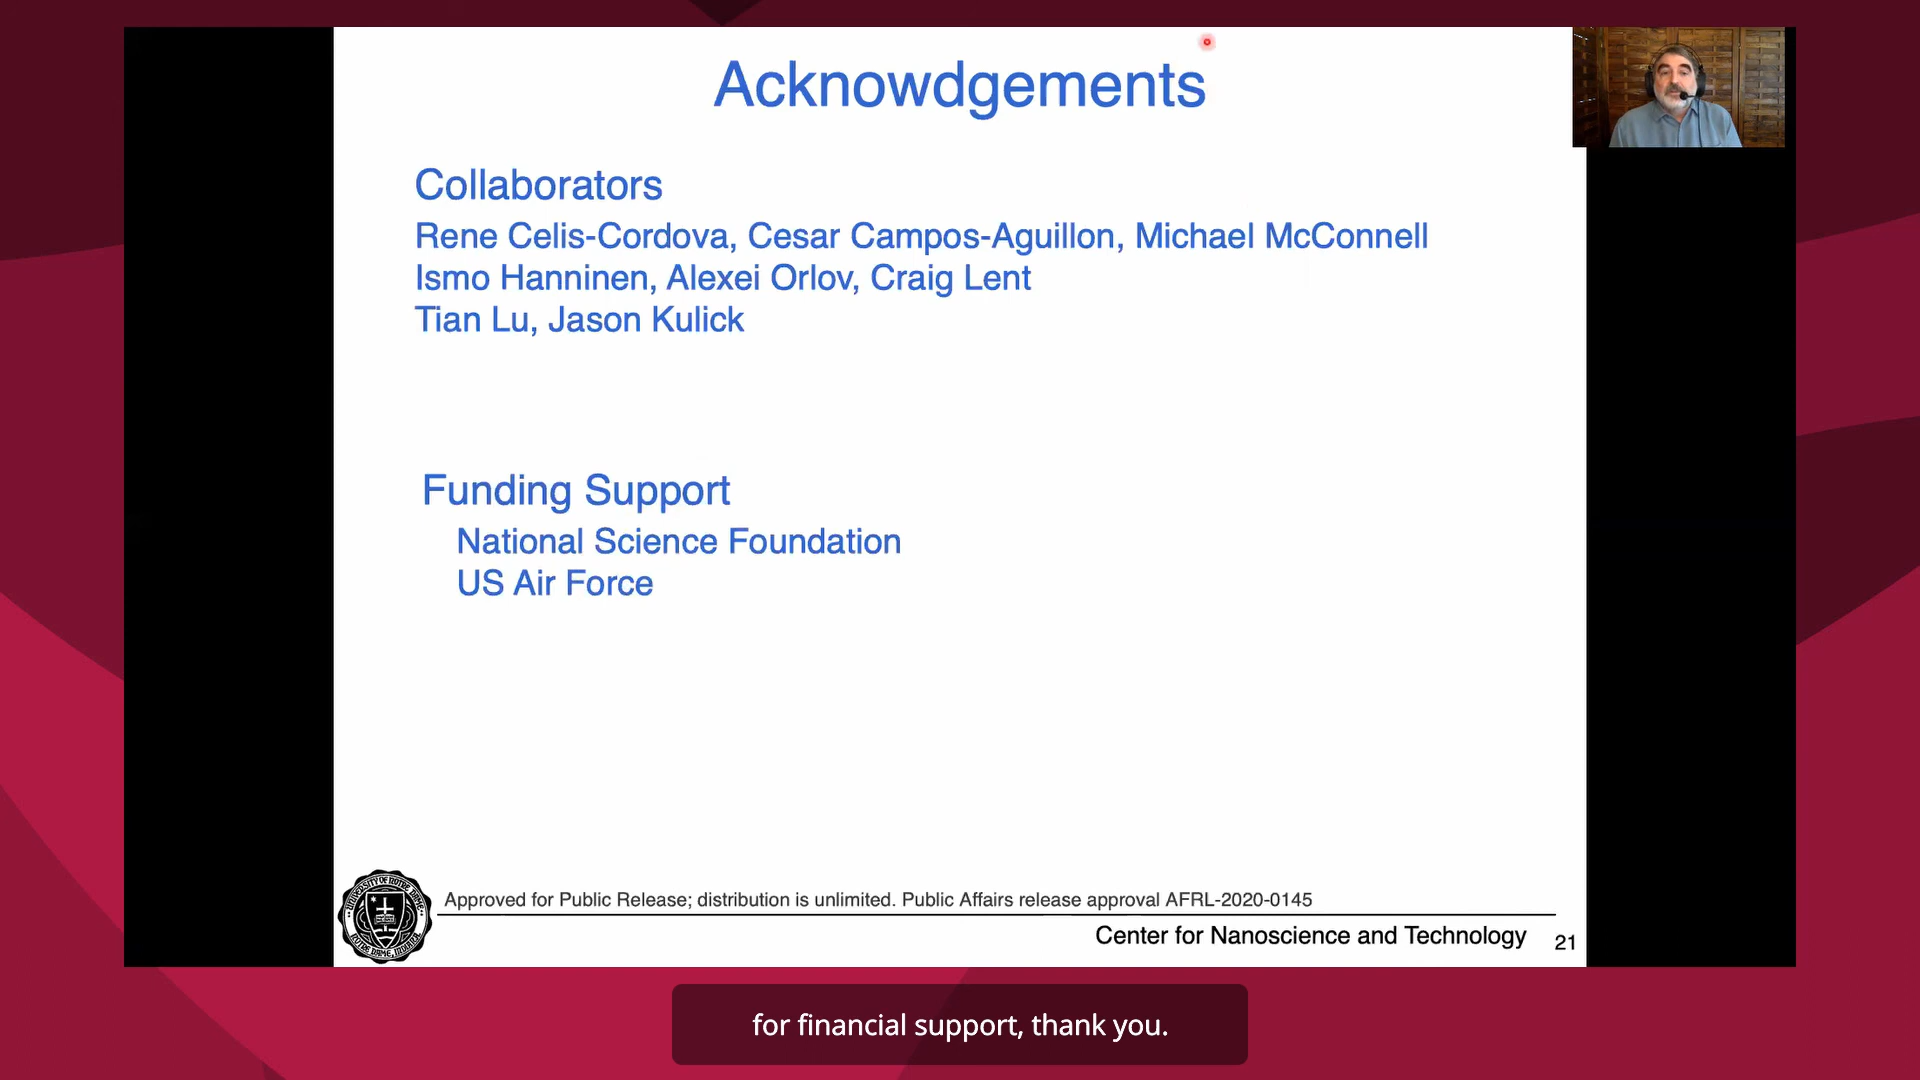 Acknowdgements
Collaborators
Rene Celis-Cordova, Cesar Campos-Aguillon, Michael McConnell
Ismo Hanninen, Alexei Orlov, Craig Lent
Tian Lu, Jason Kulick
Funding Support
National Science Foundation
US Air Force
Approved for Public Release; distribution is unlimited. Public Affairs release approval AFRL-2020-0145
Center for Nanoscience and Technology 21
for financial support, thank you.